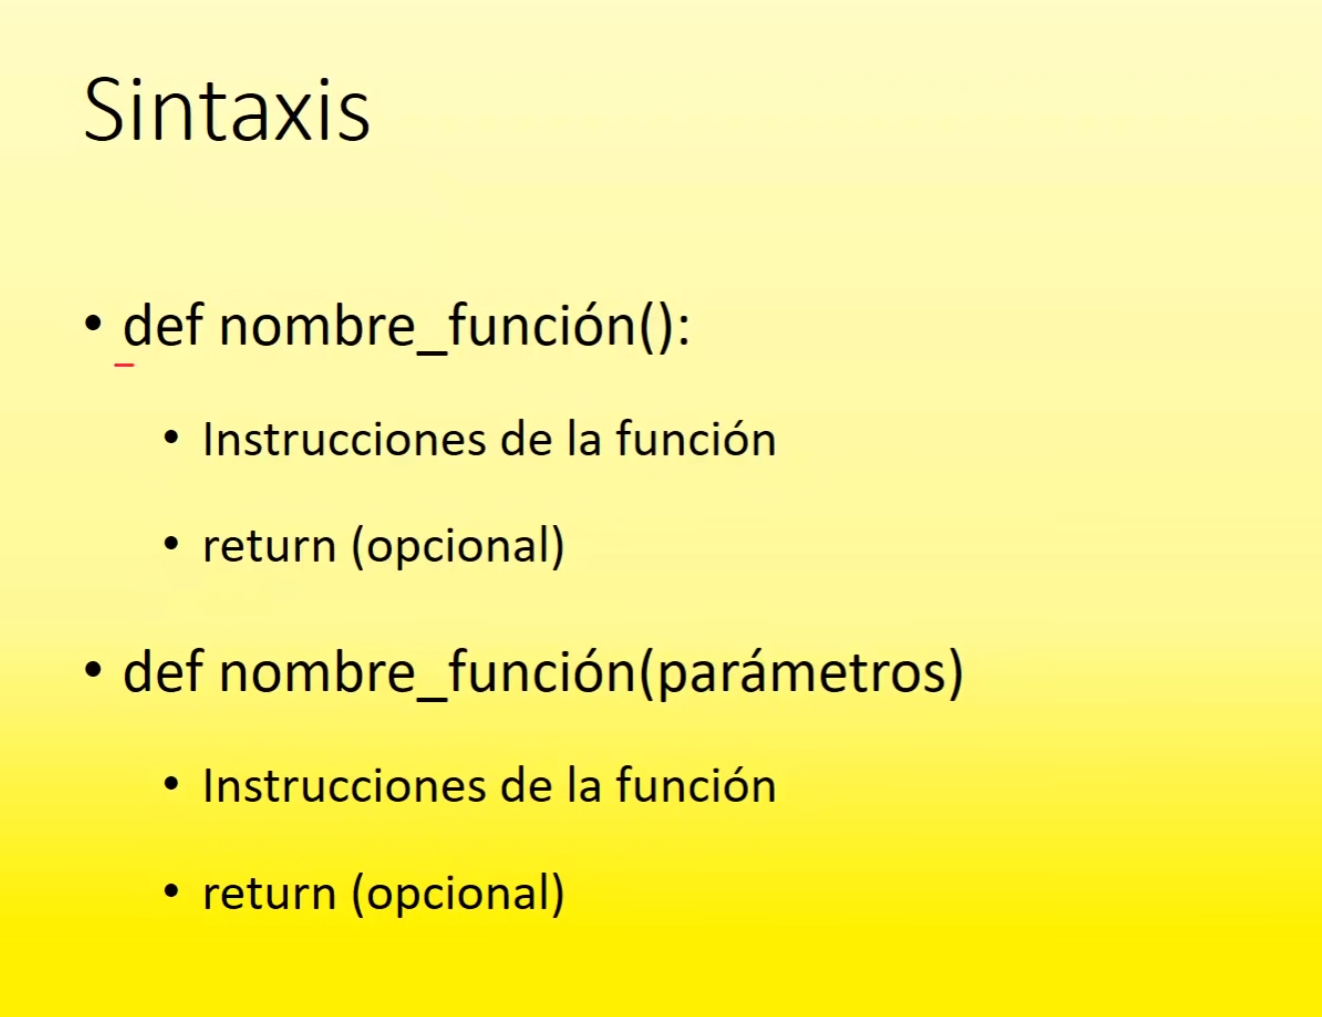 Sintaxis
• def nombre_función():
• Instrucciones de la función
• return (opcional)
• def nombre_función(parámetros)
• Instrucciones de la función
• return (opcional)